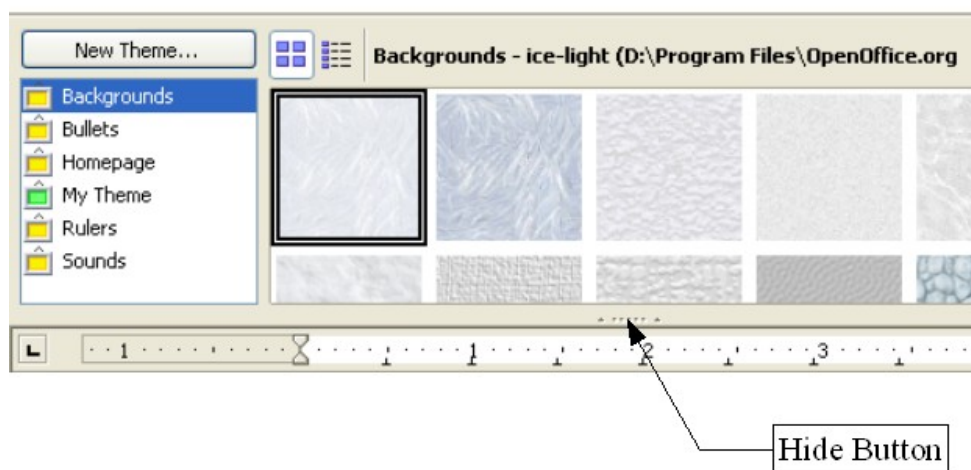 New Theme...
Backgrounds - ice-light (D:\Program Files\OpenOffice.org
Backgrounds
Bullets
Homepage
My Theme
Rulers
Sounds
1 1 2 3
Hide Button